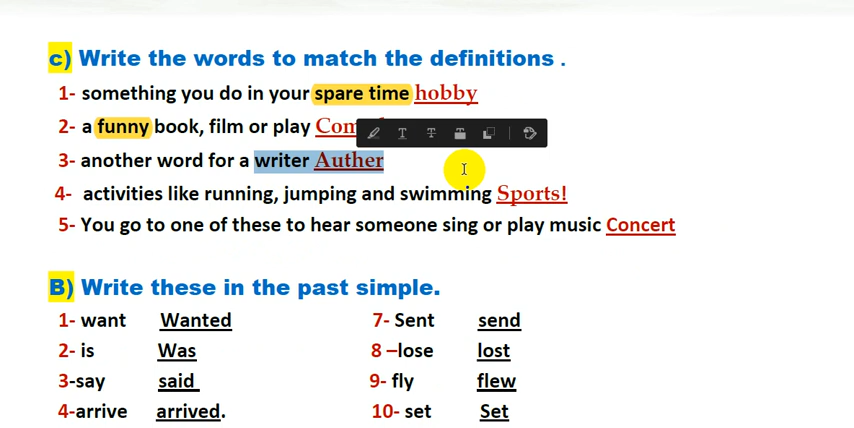 c) Write the words to match the definitions .
1- something you do in your spare time hobby
2- a funny book, film or play
3- another word for a writer Auther
4- activities like running, jumping and swimming Sports!
5- You go to one of these to hear someone sing or play music Concert
B) Write these in the past simple.
1- want Wanted 7- Sent send
2- is Was 8 –lose lost
3-say said 9- fly flew
4-arrive arrived. 10- set Set